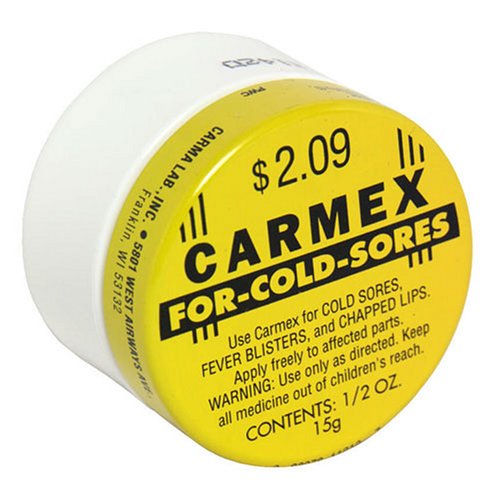 $2.09
CARMEX
FOR-COLD-SORES
Use Carmex for COLD SORES,
FEVER BLISTERS, and CHAPPED LIPS.
Apply freely to affected parts.
WARNING: Use only as directed. Keep
all medicine out of children's reach.
CONTENTS: 1/2 OZ.
15g
CARMA LAB., INC. • 5801 WEST AIRWAYS AVE.
Franklin, WI 53132
PWC